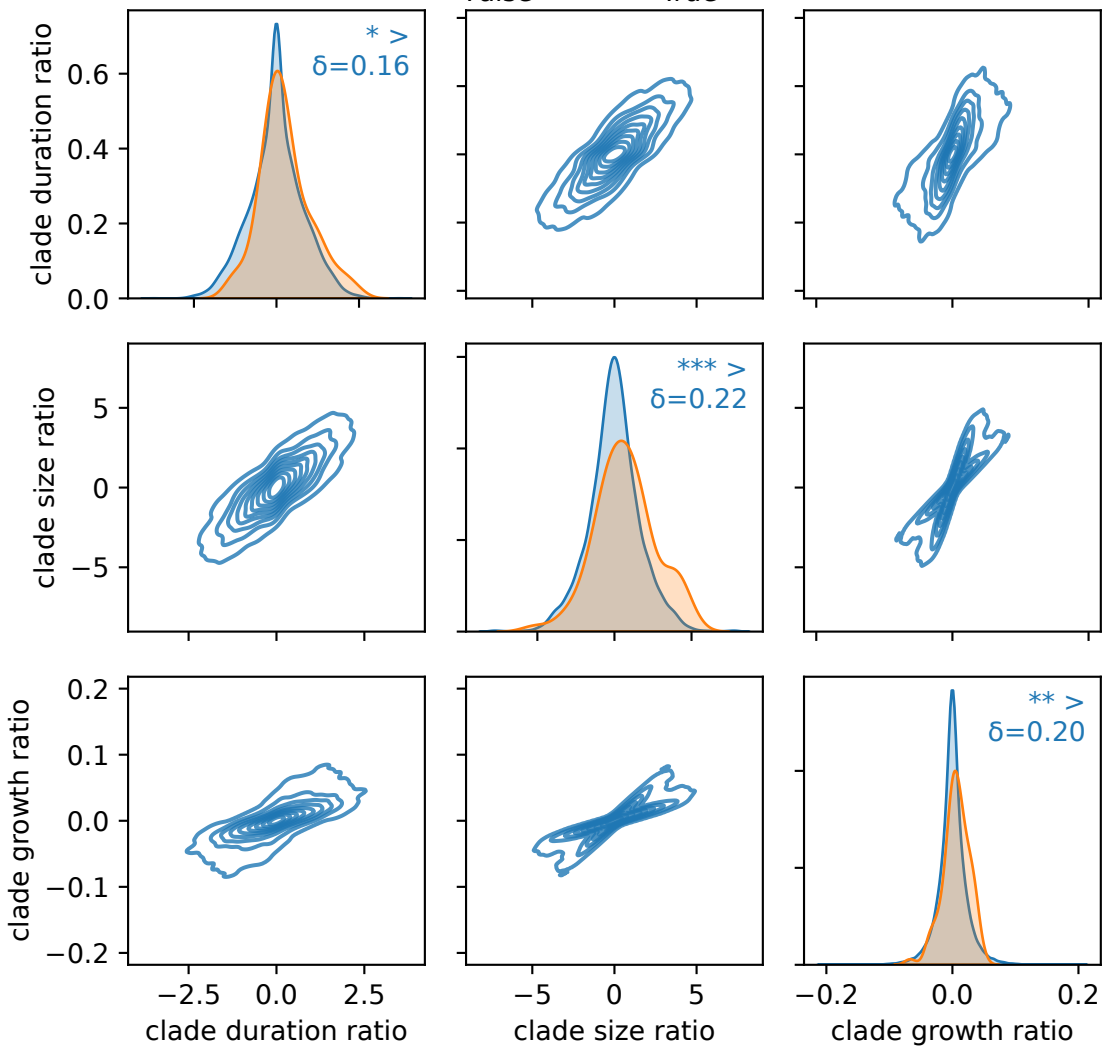 * >
δ=0.16
clade duration ratio
0.6
0.4
0.2
0.0
*** >
δ=0.22
clade size ratio
5
0
−5
** >
δ=0.20
clade growth ratio
0.2
0.1
0.0
−0.1
−0.2
−2.5 0.0 2.5 −5 0 5 −0.2 0.0 0.2
clade duration ratio clade size ratio clade growth ratio